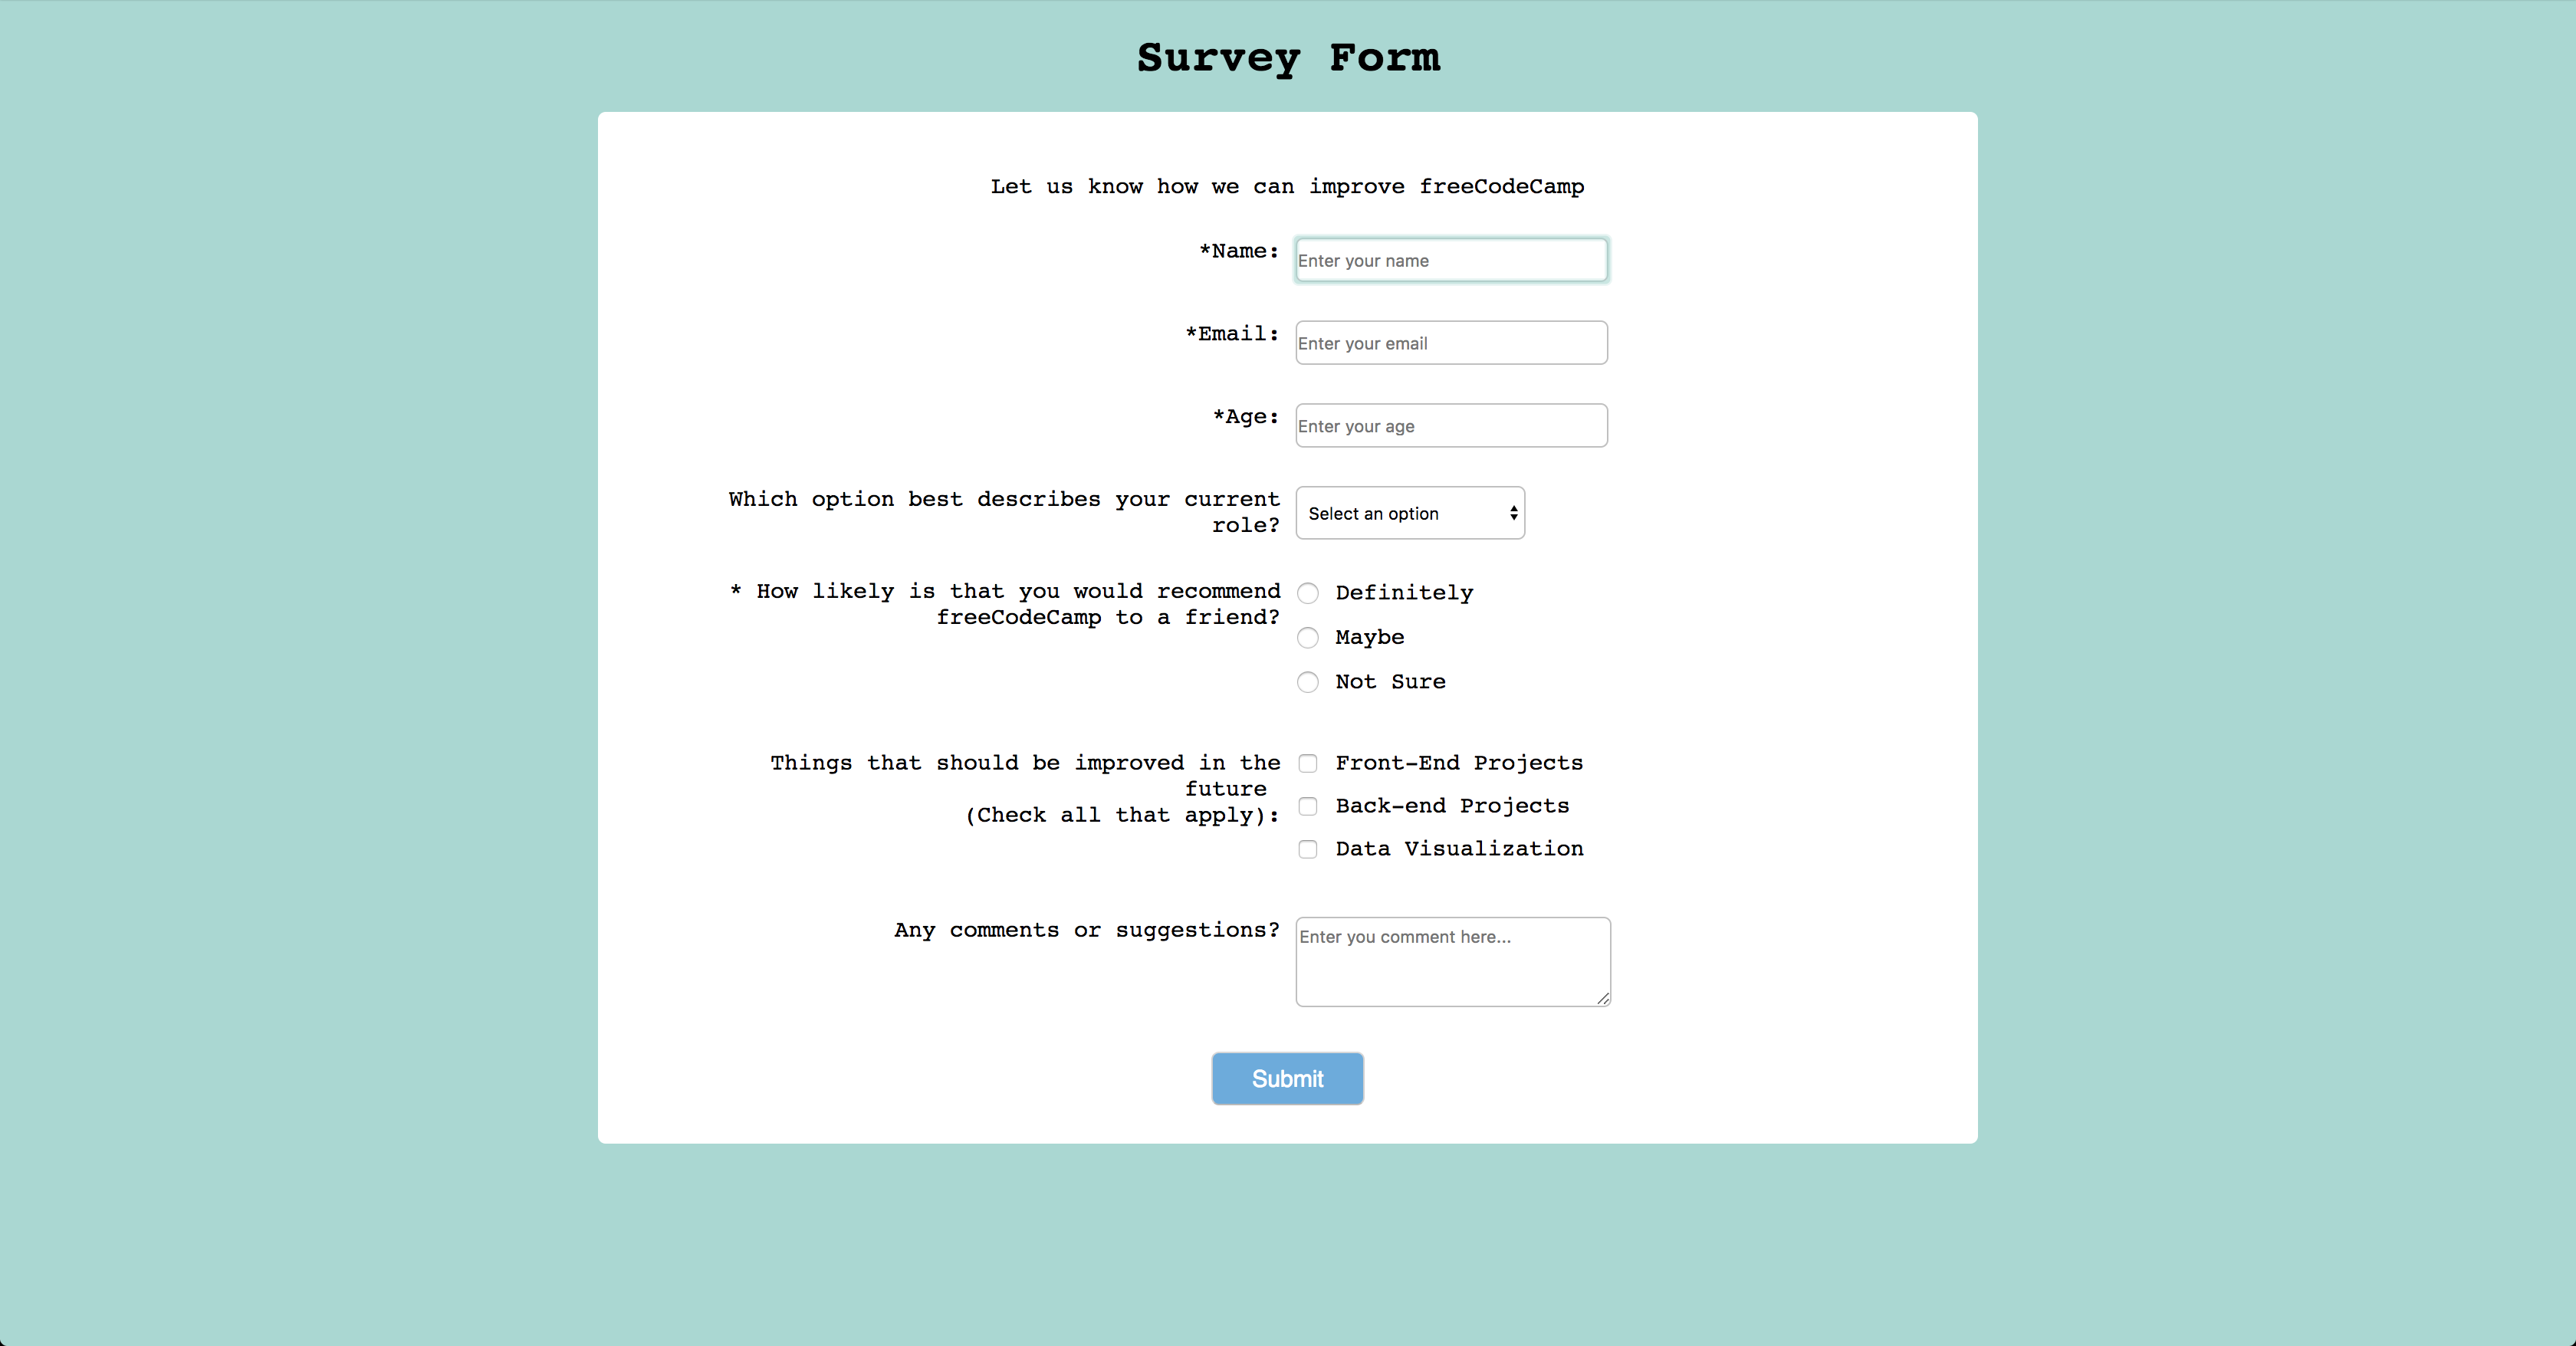 Survey Form
Let us know how we can improve freeCodeCamp
*Name:
Enter your name
*Email:
Enter your email
*Age:
Enter your age
Which option best describes your current
role?
Select an option
* How likely is that you would recommend
freeCodeCamp to a friend?
Definitely
Maybe
Not Sure
Things that should be improved in the
future
(Check all that apply):
Front-End Projects
Back-end Projects
Data Visualization
Any comments or suggestions?
Enter you comment here...
Submit